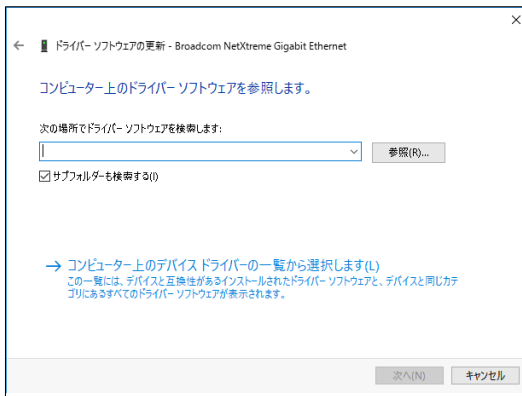 ドライバー ソフトウェアの更新 - Broadcom NetXtreme Gigabit Ethernet
コンピューター上のドライバー ソフトウェアを参照します。
次の場所でドライバー ソフトウェアを検索します:
参照(R)...
サブフォルダーも検索する(I)
コンピューター上のデバイス ドライバーの一覧から選択します(L)
この一覧には、デバイスと互換性があるインストールされたドライバー ソフトウェアと、デバイスと同じカテ
ゴリにあるすべてのドライバー ソフトウェアが表示されます。
次へ(N)
キャンセル